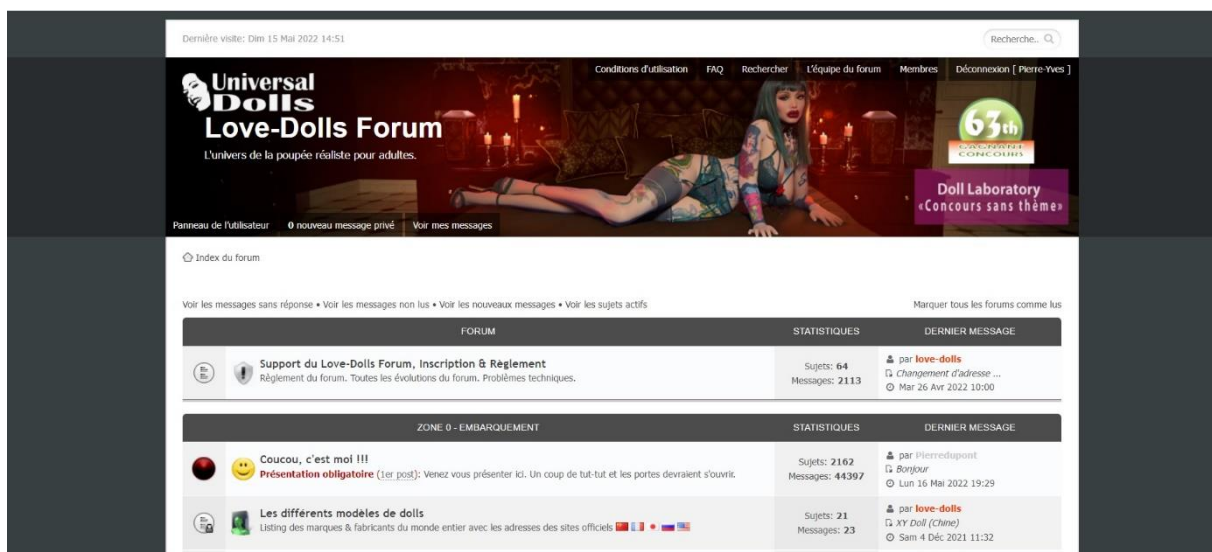 Dernière visite: Dim 15 Mai 2022 14:51
Recherche..
Conditions d'utilisation FAQ Rechercher L'équipe du forum Membres Déconnexion [ Pierre-Yves ]
Universal
Dolls
Love-Dolls Forum
L'univers de la poupée réaliste pour adultes.
63th
GAGNANT
CONCOURS
Doll Laboratory
«Concours sans thème»
Panneau de l'utilisateur 0 nouveau message privé Voir mes messages
Index du forum
Voir les messages sans réponse • Voir les messages non lus • Voir les nouveaux messages • Voir les sujets actifs
Marquer tous les forums comme lus
FORUM STATISTIQUES DERNIER MESSAGE
Support du Love-Dolls Forum, Inscription & Règlement
Règlement du forum. Toutes les évolutions du forum. Problèmes techniques.
Sujets: 64
Messages: 2113
par love-dolls
Changement d'adresse ...
Mar 26 Avr 2022 10:00
ZONE 0 - EMBARQUEMENT STATISTIQUES DERNIER MESSAGE
Coucou, c'est moi !!!
Présentation obligatoire (1er post): Venez vous présenter ici. Un coup de tut-tut et les portes devraient s'ouvrir.
Sujets: 2162
Messages: 44397
par Pierredupont
Bonjour
Lun 16 Mai 2022 19:29
Les différents modèles de dolls
Listing des marques & fabricants du monde entier avec les adresses des sites officiels
Sujets: 21
Messages: 23
par love-dolls
XY Doll (Chine)
Sam 4 Déc 2021 11:32